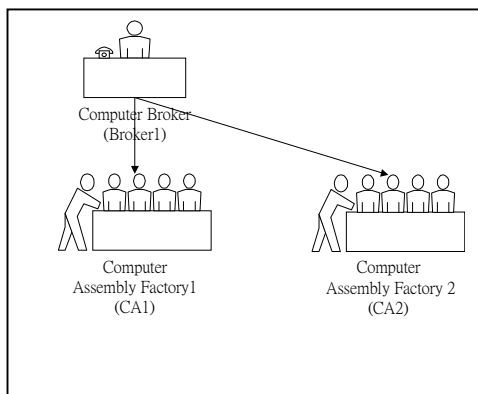 Computer Broker
(Broker1)
Computer
Assembly Factory1
(CA1)
Computer
Assembly Factory 2
(CA2)